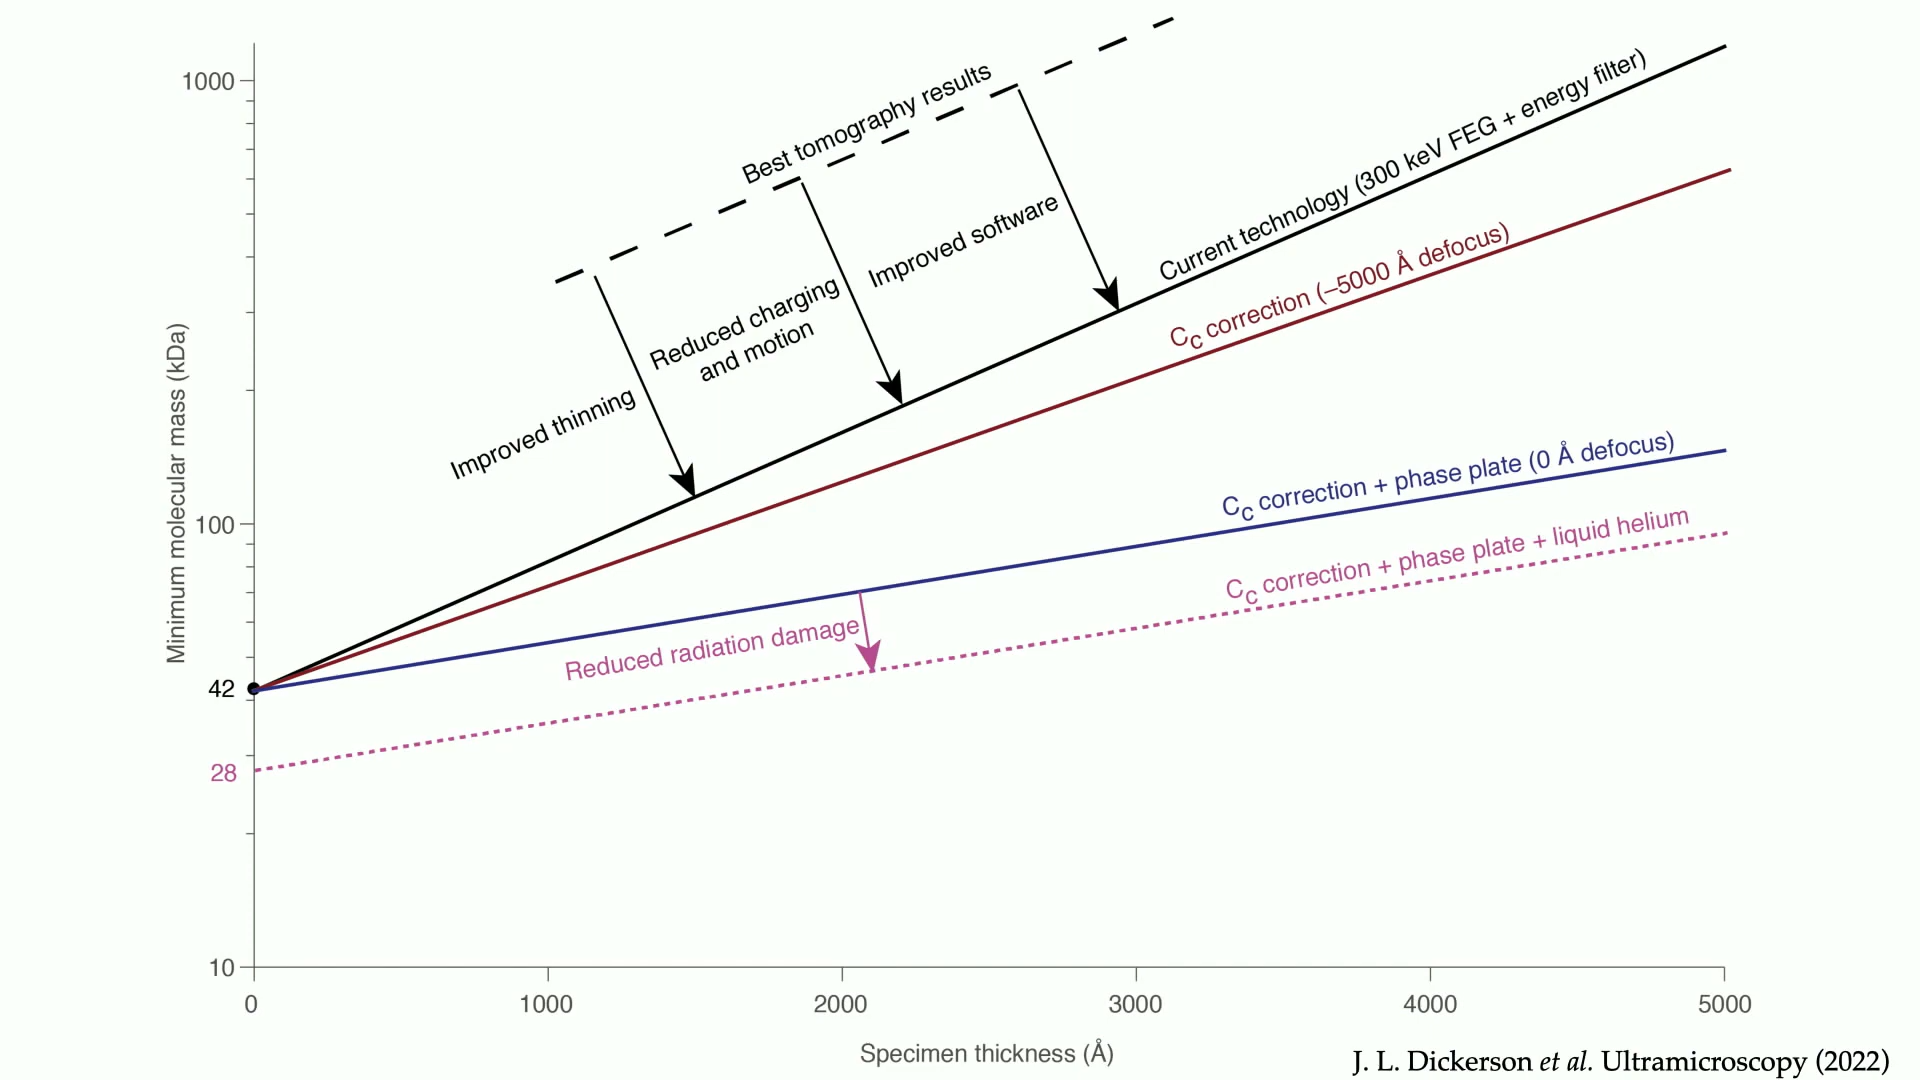 1000
100
42
28
10
Minimum molecular mass (kDa)
Best tomography results
Improved thinning
Reduced charging
and motion
Improved software
Current technology (300 keV FEG + energy filter)
Cc correction (–5000 Å defocus)
Cc correction + phase plate (0 Å defocus)
Cc correction + phase plate + liquid helium
Reduced radiation damage
0 1000 2000 3000 4000 5000
Specimen thickness (Å)
J. L. Dickerson et al. Ultramicroscopy (2022)